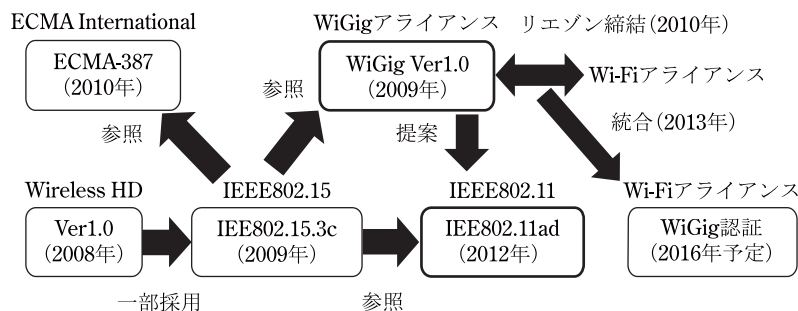 ECMA International
ECMA-387
(2010年)
参照
WiGigアライアンス
リエゾン締結(2010年)
WiGig Ver1.0
(2009年)
参照
Wi-Fiアライアンス
提案
統合(2013年)
Wireless HD
Ver1.0
(2008年)
一部採用
IEEE802.15
IEE802.15.3c
(2009年)
参照
IEEE802.11
IEE802.11ad
(2012年)
Wi-Fiアライアンス
WiGig認証
(2016年予定)